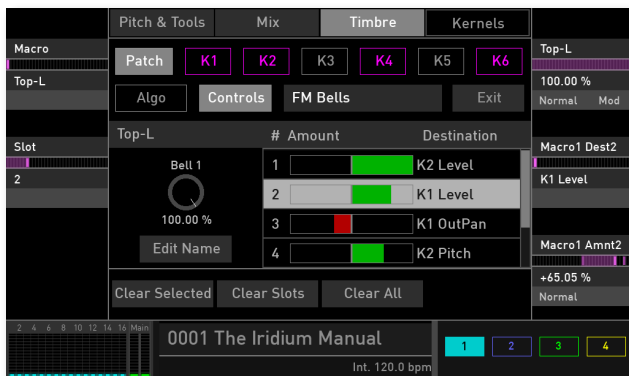 Pitch & Tools Mix Timbre Kernels
Macro
Top-L
Patch K1 K2 K3 K4 K5 K6
Top-L
100.00 %
Normal Mod
Algo Controls FM Bells Exit
Top-L # Amount Destination
Slot
2
Bell 1
100.00 %
Edit Name
1 K2 Level
2 K1 Level
3 K1 OutPan
4 K2 Pitch
Macro1 Dest2
K1 Level
Macro1 Amnt2
+65.05 %
Normal
Clear Selected Clear Slots Clear All
2 4 6 8 10 12 14 16 Main
0001 The Iridium Manual
Int. 120.0 bpm
1 2 3 4